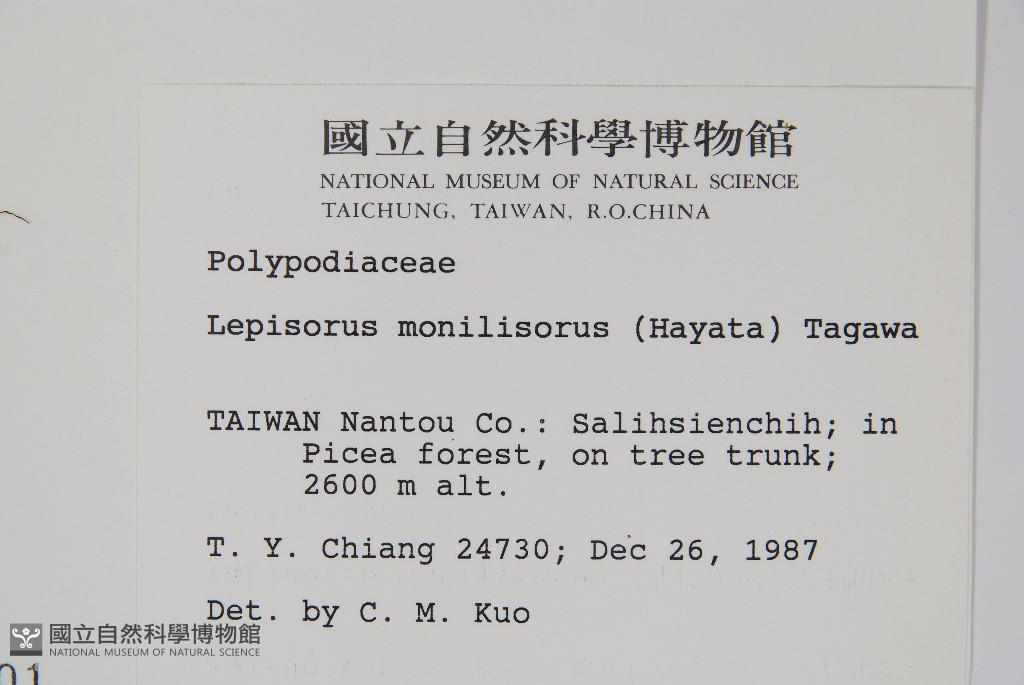 國立自然科學博物館
NATIONAL MUSEUM OF NATURAL SCIENCE
TAICHUNG, TAIWAN, R.O.CHINA
Polypodiaceae
Lepisorus monilisorus (Hayata) Tagawa
TAIWAN Nantou Co.: Salihsienchih; in
Picea forest, on tree trunk;
2600 m alt.
T. Y. Chiang 24730; Dec 26, 1987
Det. by C. M. Kuo
國立自然科學博物館
NATIONAL MUSEUM OF NATURAL SCIENCE
01